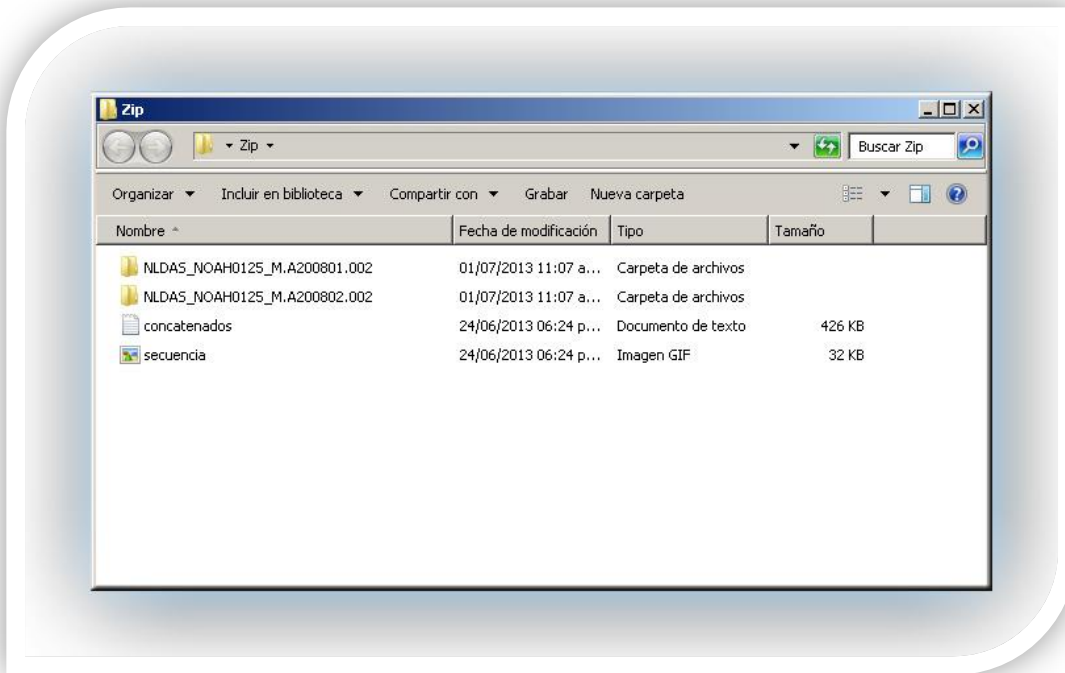 Zip
Zip
Buscar Zip
Organizar Incluir en biblioteca Compartir con Grabar Nueva carpeta
Nombre Fecha de modificación Tipo Tamaño
NLDAS_NOAH0125_M.A200801.002 01/07/2013 11:07 a... Carpeta de archivos
NLDAS_NOAH0125_M.A200802.002 01/07/2013 11:07 a... Carpeta de archivos
concatenados 24/06/2013 06:24 p... Documento de texto 426 KB
secuencia 24/06/2013 06:24 p... Imagen GIF 32 KB